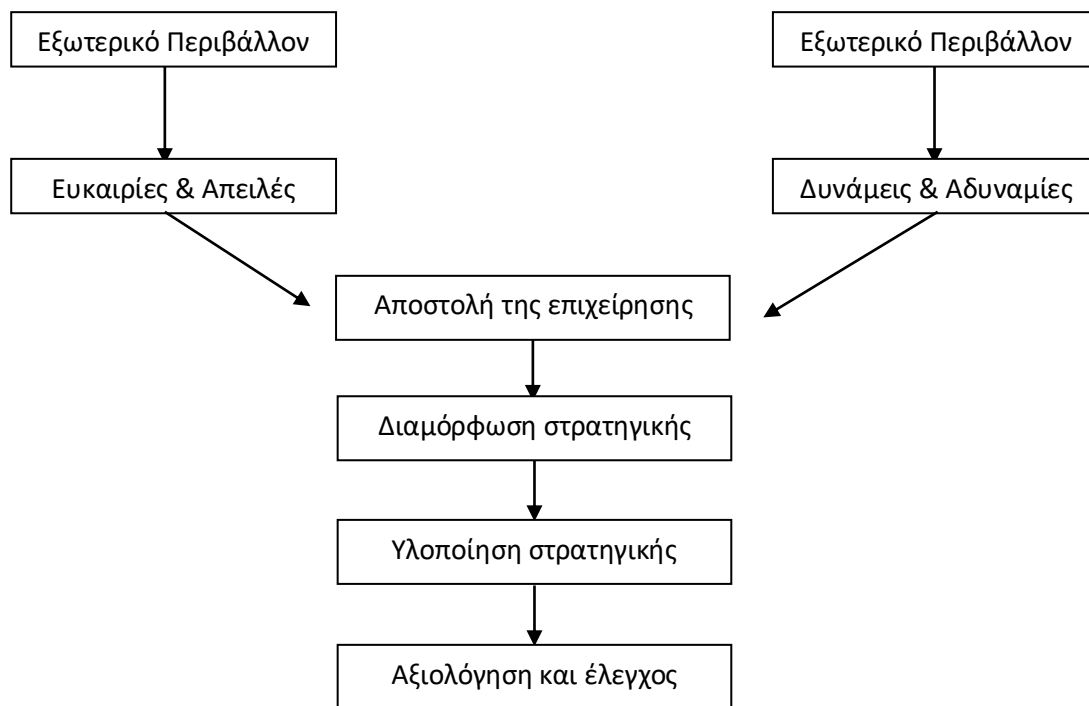 Εξωτερικό Περιβάλλον
Εξωτερικό Περιβάλλον
Ευκαιρίες & Απειλές
Δυνάμεις & Αδυναμίες
Αποστολή της επιχείρησης
Διαμόρφωση στρατηγικής
Υλοποίηση στρατηγικής
Αξιολόγηση και έλεγχος